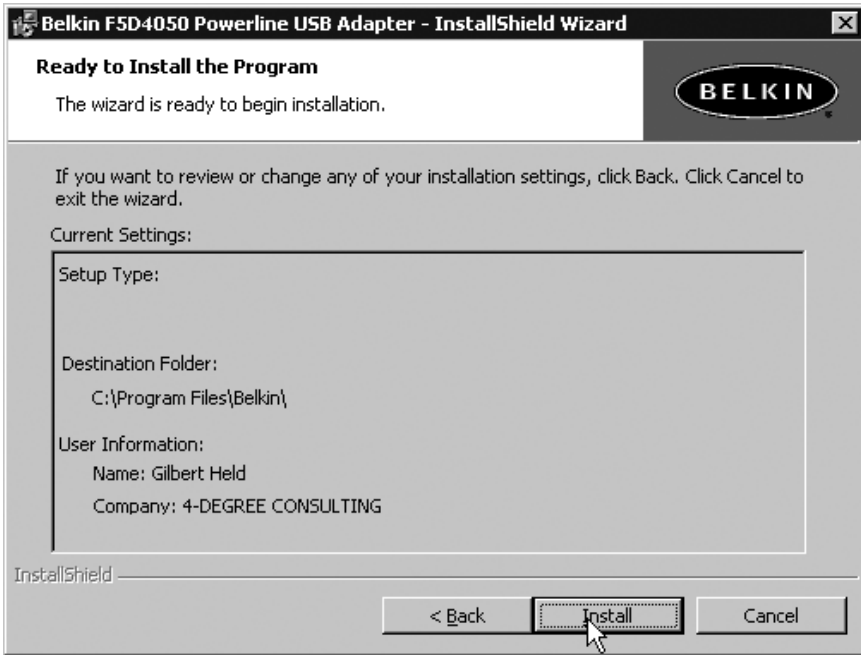 Belkin F5D4050 Powerline USB Adapter - InstallShield Wizard
Ready to Install the Program
The wizard is ready to begin installation.
BELKIN
If you want to review or change any of your installation settings, click Back. Click Cancel to
exit the wizard.
Current Settings:
Setup Type:
Destination Folder:
C:\Program Files\Belkin\
User Information:
Name: Gilbert Held
Company: 4-DEGREE CONSULTING
InstallShield
< Back
Install
Cancel